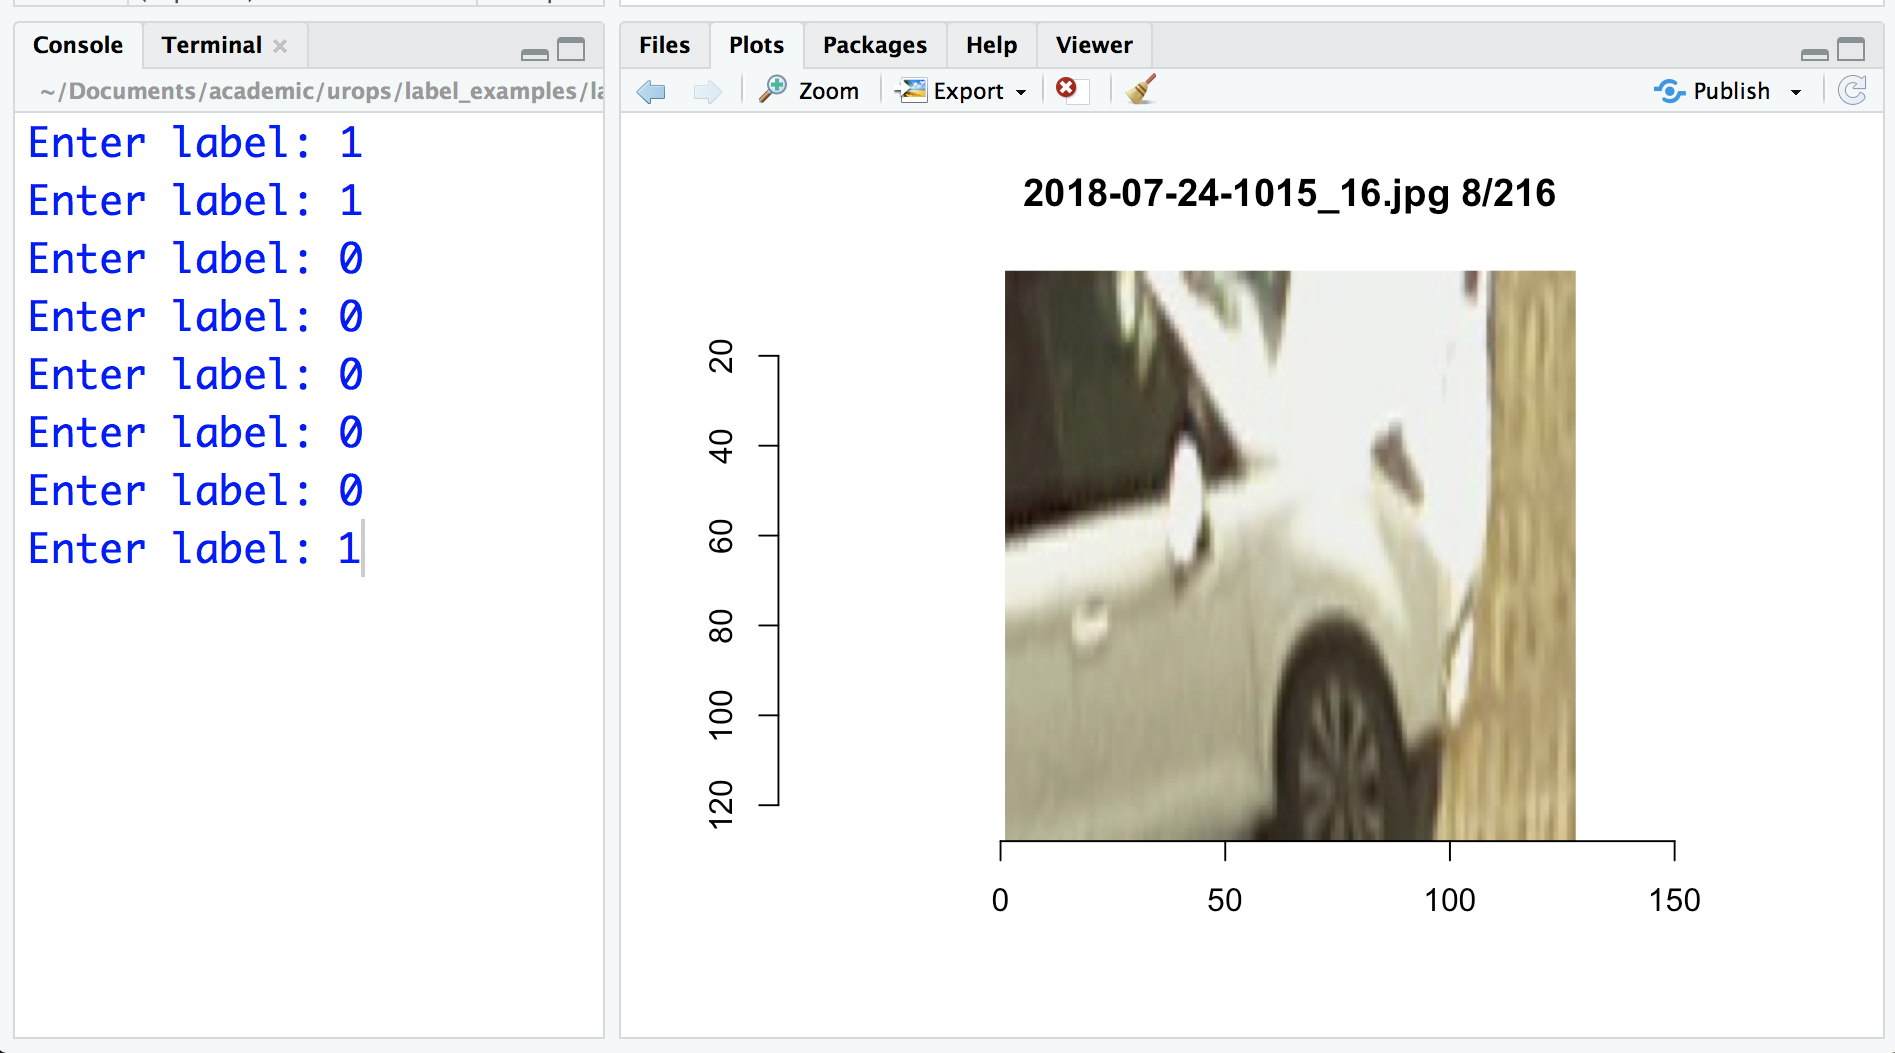 Console Terminal
~/Documents/academic/urops/label_examples/
Enter label: 1
Enter label: 1
Enter label: 0
Enter label: 0
Enter label: 0
Enter label: 0
Enter label: 0
Enter label: 1
Files Plots Packages Help Viewer
Zoom Export Publish
2018-07-24-1015_16.jpg 8/216
20
40
60
80
100
120
0 50 100 150